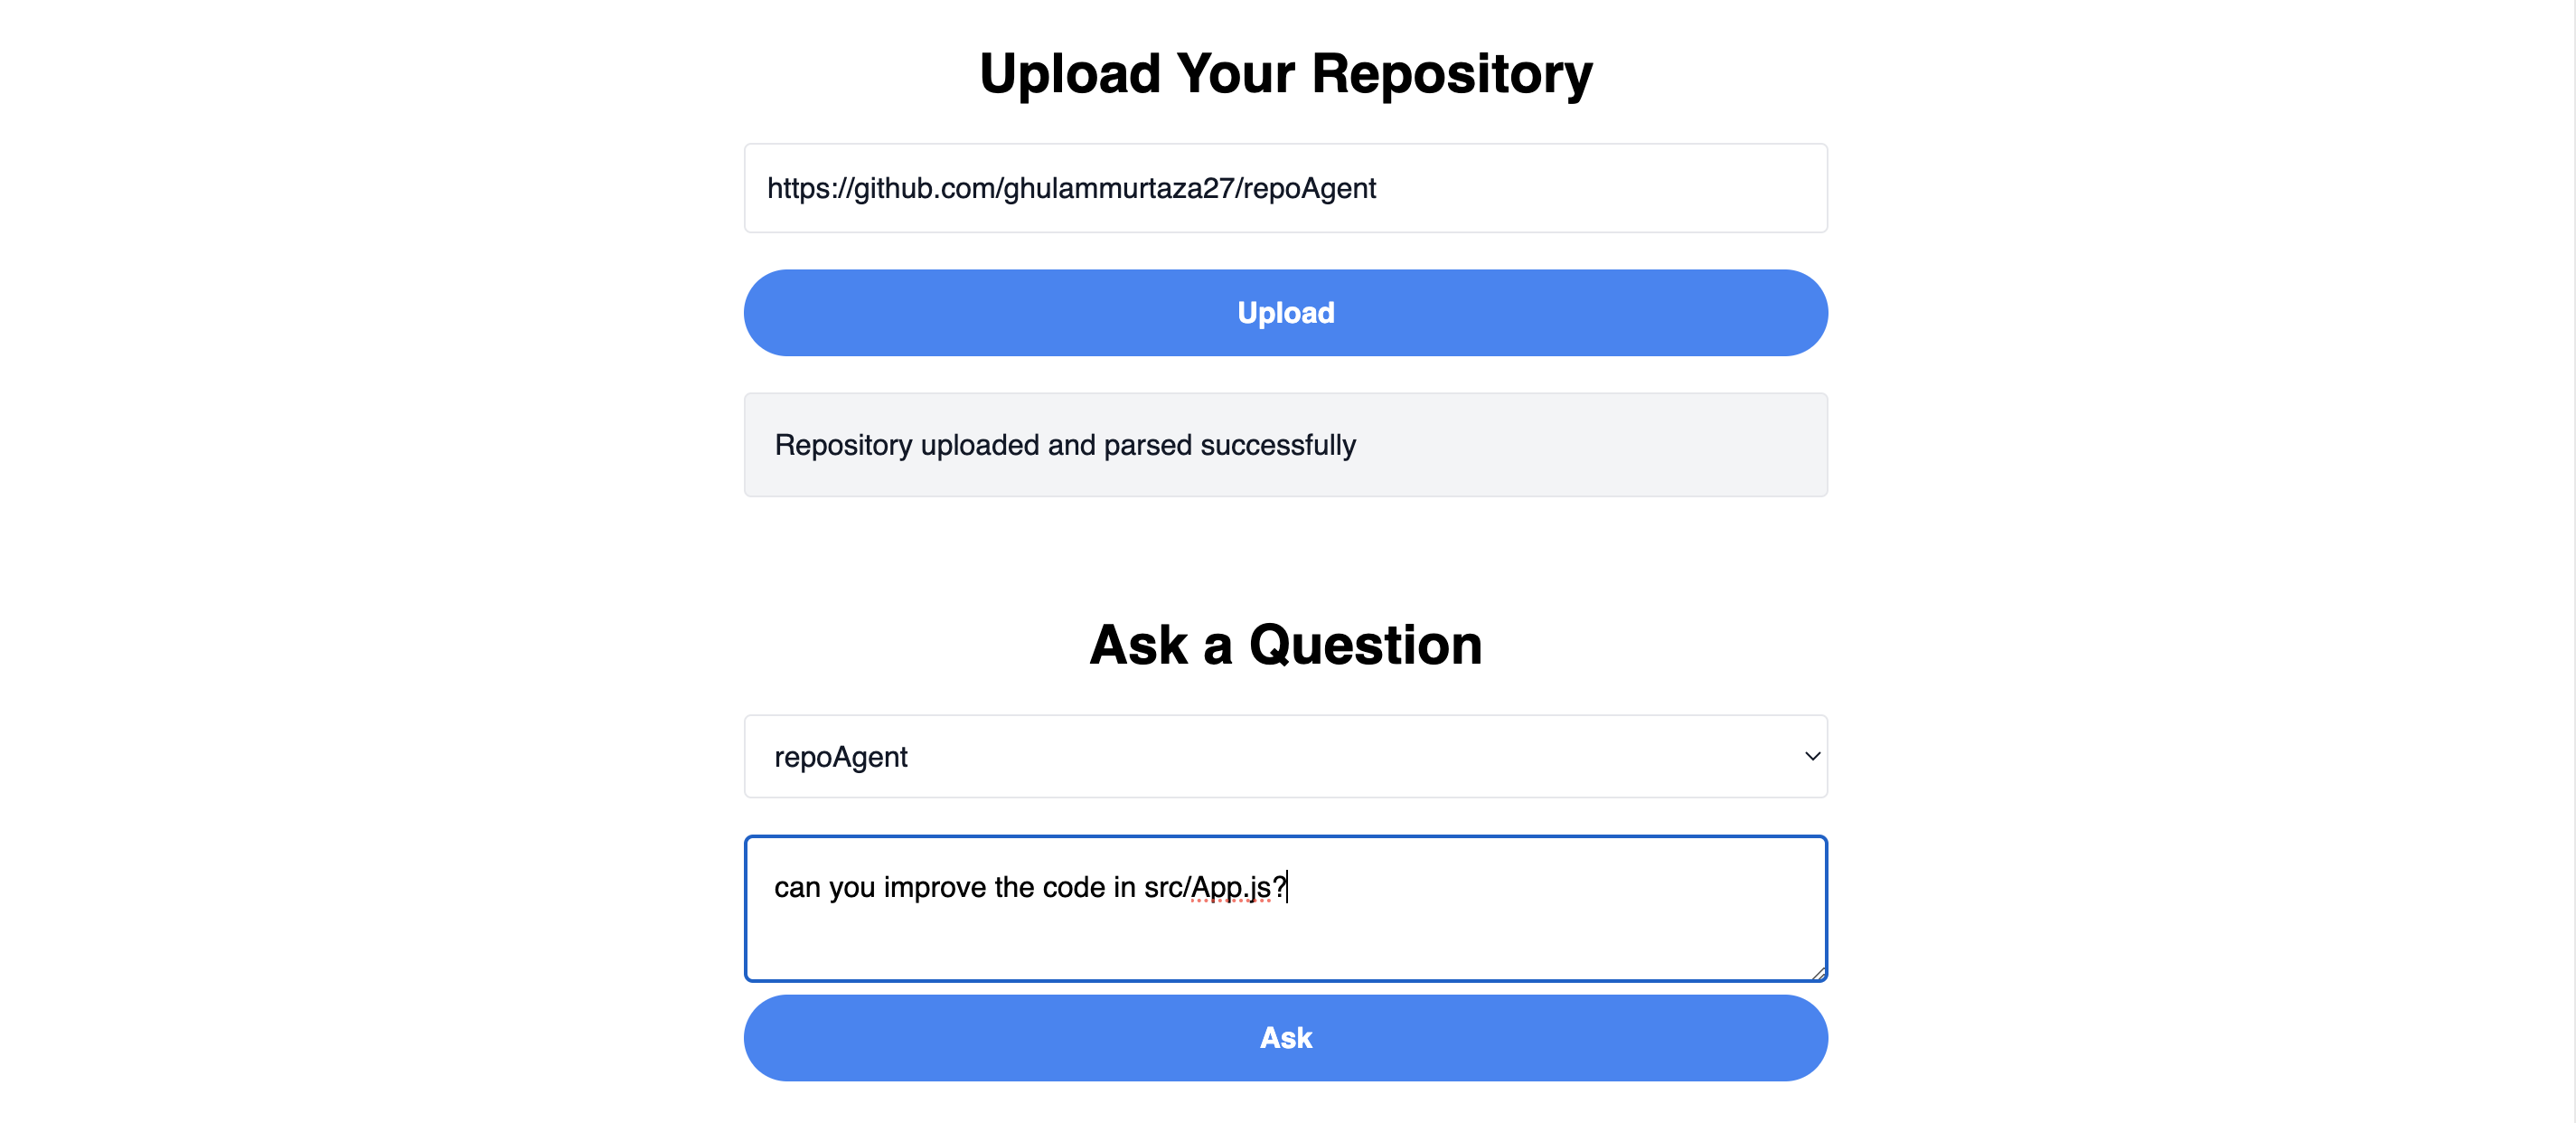 Upload Your Repository
https://github.com/ghulammurtaza27/repoAgent
Upload
Repository uploaded and parsed successfully
Ask a Question
repoAgent
can you improve the code in src/App.js?
Ask